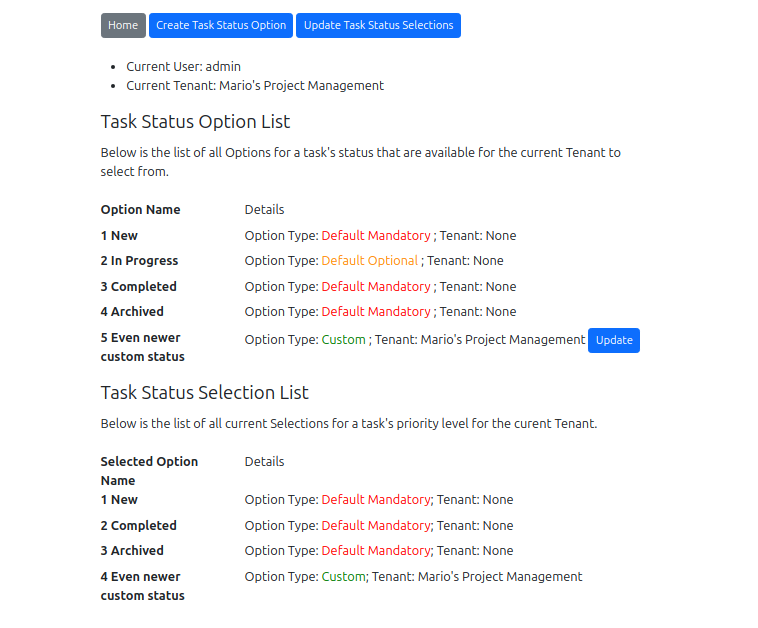 Home Create Task Status Option Update Task Status Selections
Current User: admin
Current Tenant: Mario's Project Management
Task Status Option List
Below is the list of all Options for a task's status that are available for the current Tenant to
select from.
Option Name Details
1 New Option Type: Default Mandatory ; Tenant: None
2 In Progress Option Type: Default Optional ; Tenant: None
3 Completed Option Type: Default Mandatory ; Tenant: None
4 Archived Option Type: Default Mandatory ; Tenant: None
5 Even newer
custom status Option Type: Custom ; Tenant: Mario's Project Management Update
Task Status Selection List
Below is the list of all current Selections for a task's priority level for the curent Tenant.
Selected Option
Name Details
1 New Option Type: Default Mandatory; Tenant: None
2 Completed Option Type: Default Mandatory; Tenant: None
3 Archived Option Type: Default Mandatory; Tenant: None
4 Even newer
custom status Option Type: Custom; Tenant: Mario's Project Management